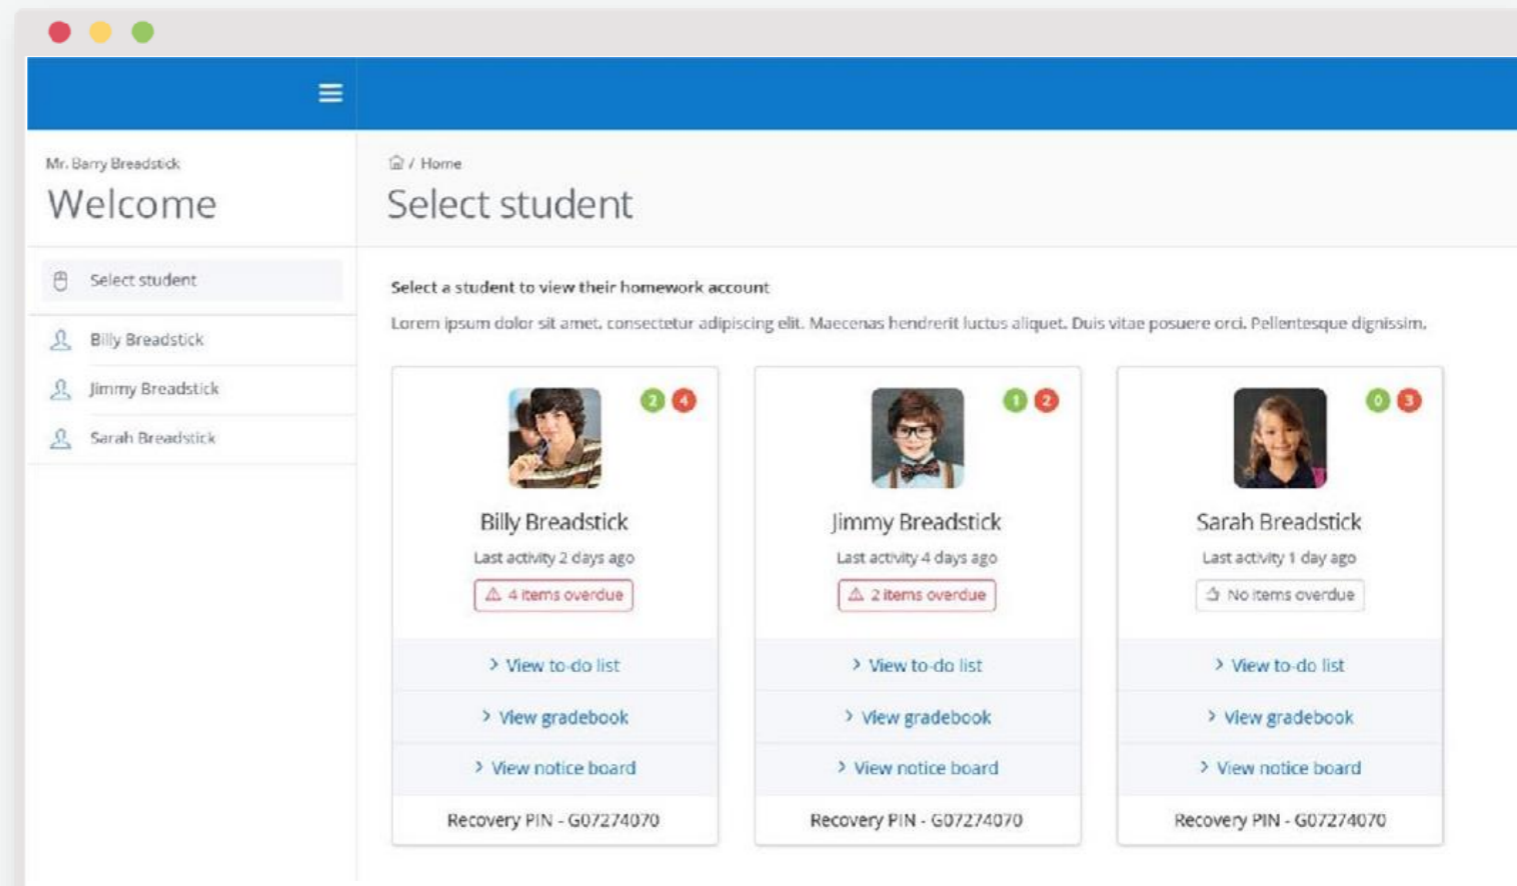 Mr. Barry Breadstick
Welcome
Select student
Billy Breadstick
Jimmy Breadstick
Sarah Breadstick
/ Home
Select student
Select a student to view their homework account
Lorem ipsum dolor sit amet, consectetur adipiscing elit. Maecenas hendrerit luctus aliquet. Duis vitae posuere orci. Pellentesque dignissim,
2 4
Billy Breadstick
Last activity 2 days ago
4 items overdue
> View to-do list
> View gradebook
> View notice board
Recovery PIN - G07274070
1 2
Jimmy Breadstick
Last activity 4 days ago
2 items overdue
> View to-do list
> View gradebook
> View notice board
Recovery PIN - G07274070
0 3
Sarah Breadstick
Last activity 1 day ago
No items overdue
> View to-do list
> View gradebook
> View notice board
Recovery PIN - G07274070